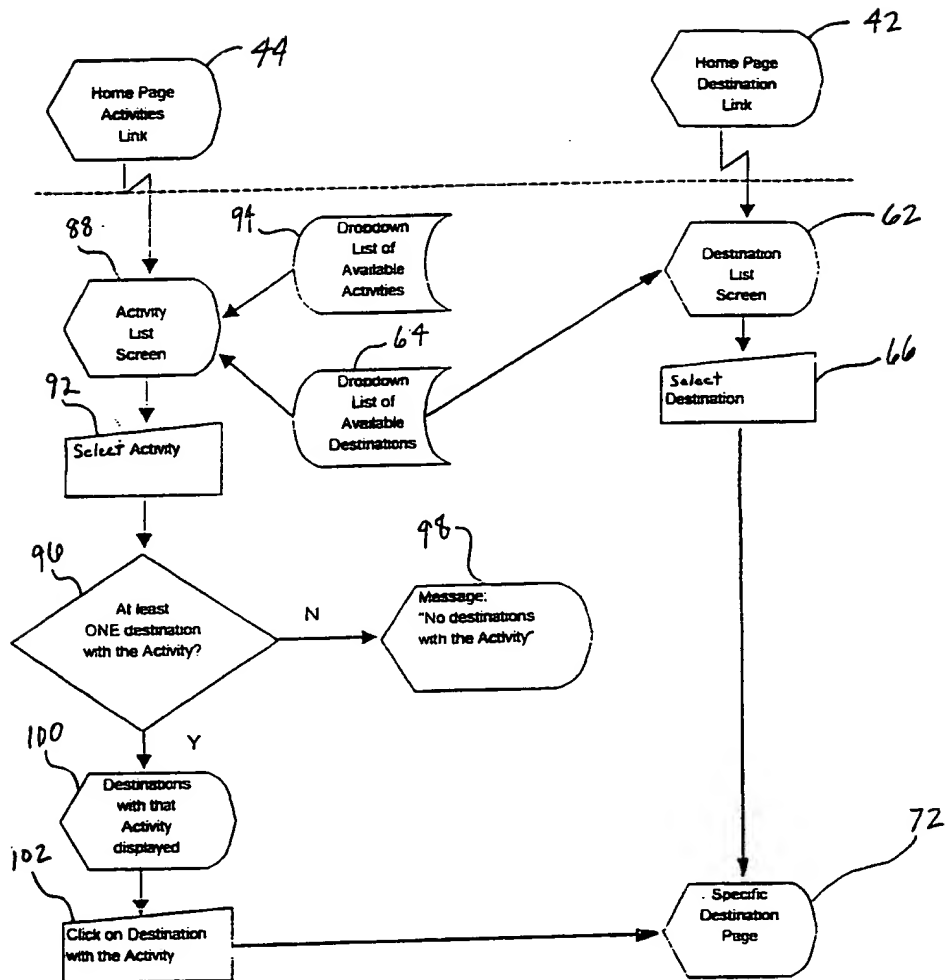 44
42
Home Page
Activities
Link
Home Page
Destination
Link
88
94
62
Dropdown
List of
Available
Activities
Activity
List
Screen
Destination
List
Screen
64
92
66
Dropdown
List of
Available
Destinations
Select Activity
Select
Destination
96
98
At least
ONE destination
with the Activity?
N
Message:
"No destinations
with the Activity"
100
Y
Destinations
with that
Activity
displayed
72
102
Click on Destination
with the Activity
Specific
Destination
Page